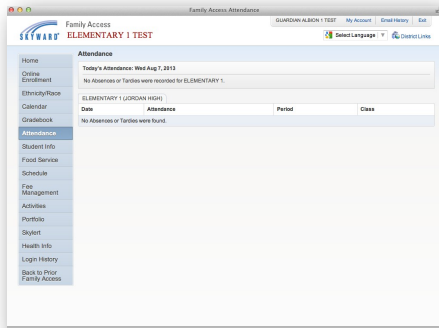 Family Access Attendance
GUARDIAN ALBION 1 TEST My Account Email History Exit
SKYWARD® Family Access
ELEMENTARY 1 TEST
Select Language ▼ District Links
Home
Online
Enrollment
Ethnicity/Race
Calendar
Gradebook
Attendance
Student Info
Food Service
Schedule
Fee
Management
Activities
Portfolio
Skylert
Health Info
Login History
Back to Prior
Family Access
Attendance
Today's Attendance: Wed Aug 7, 2013
No Absences or Tardies were recorded for ELEMENTARY 1.
ELEMENTARY 1 (JORDAN HIGH)
Date Attendance Period Class
No Absences or Tardies were found.